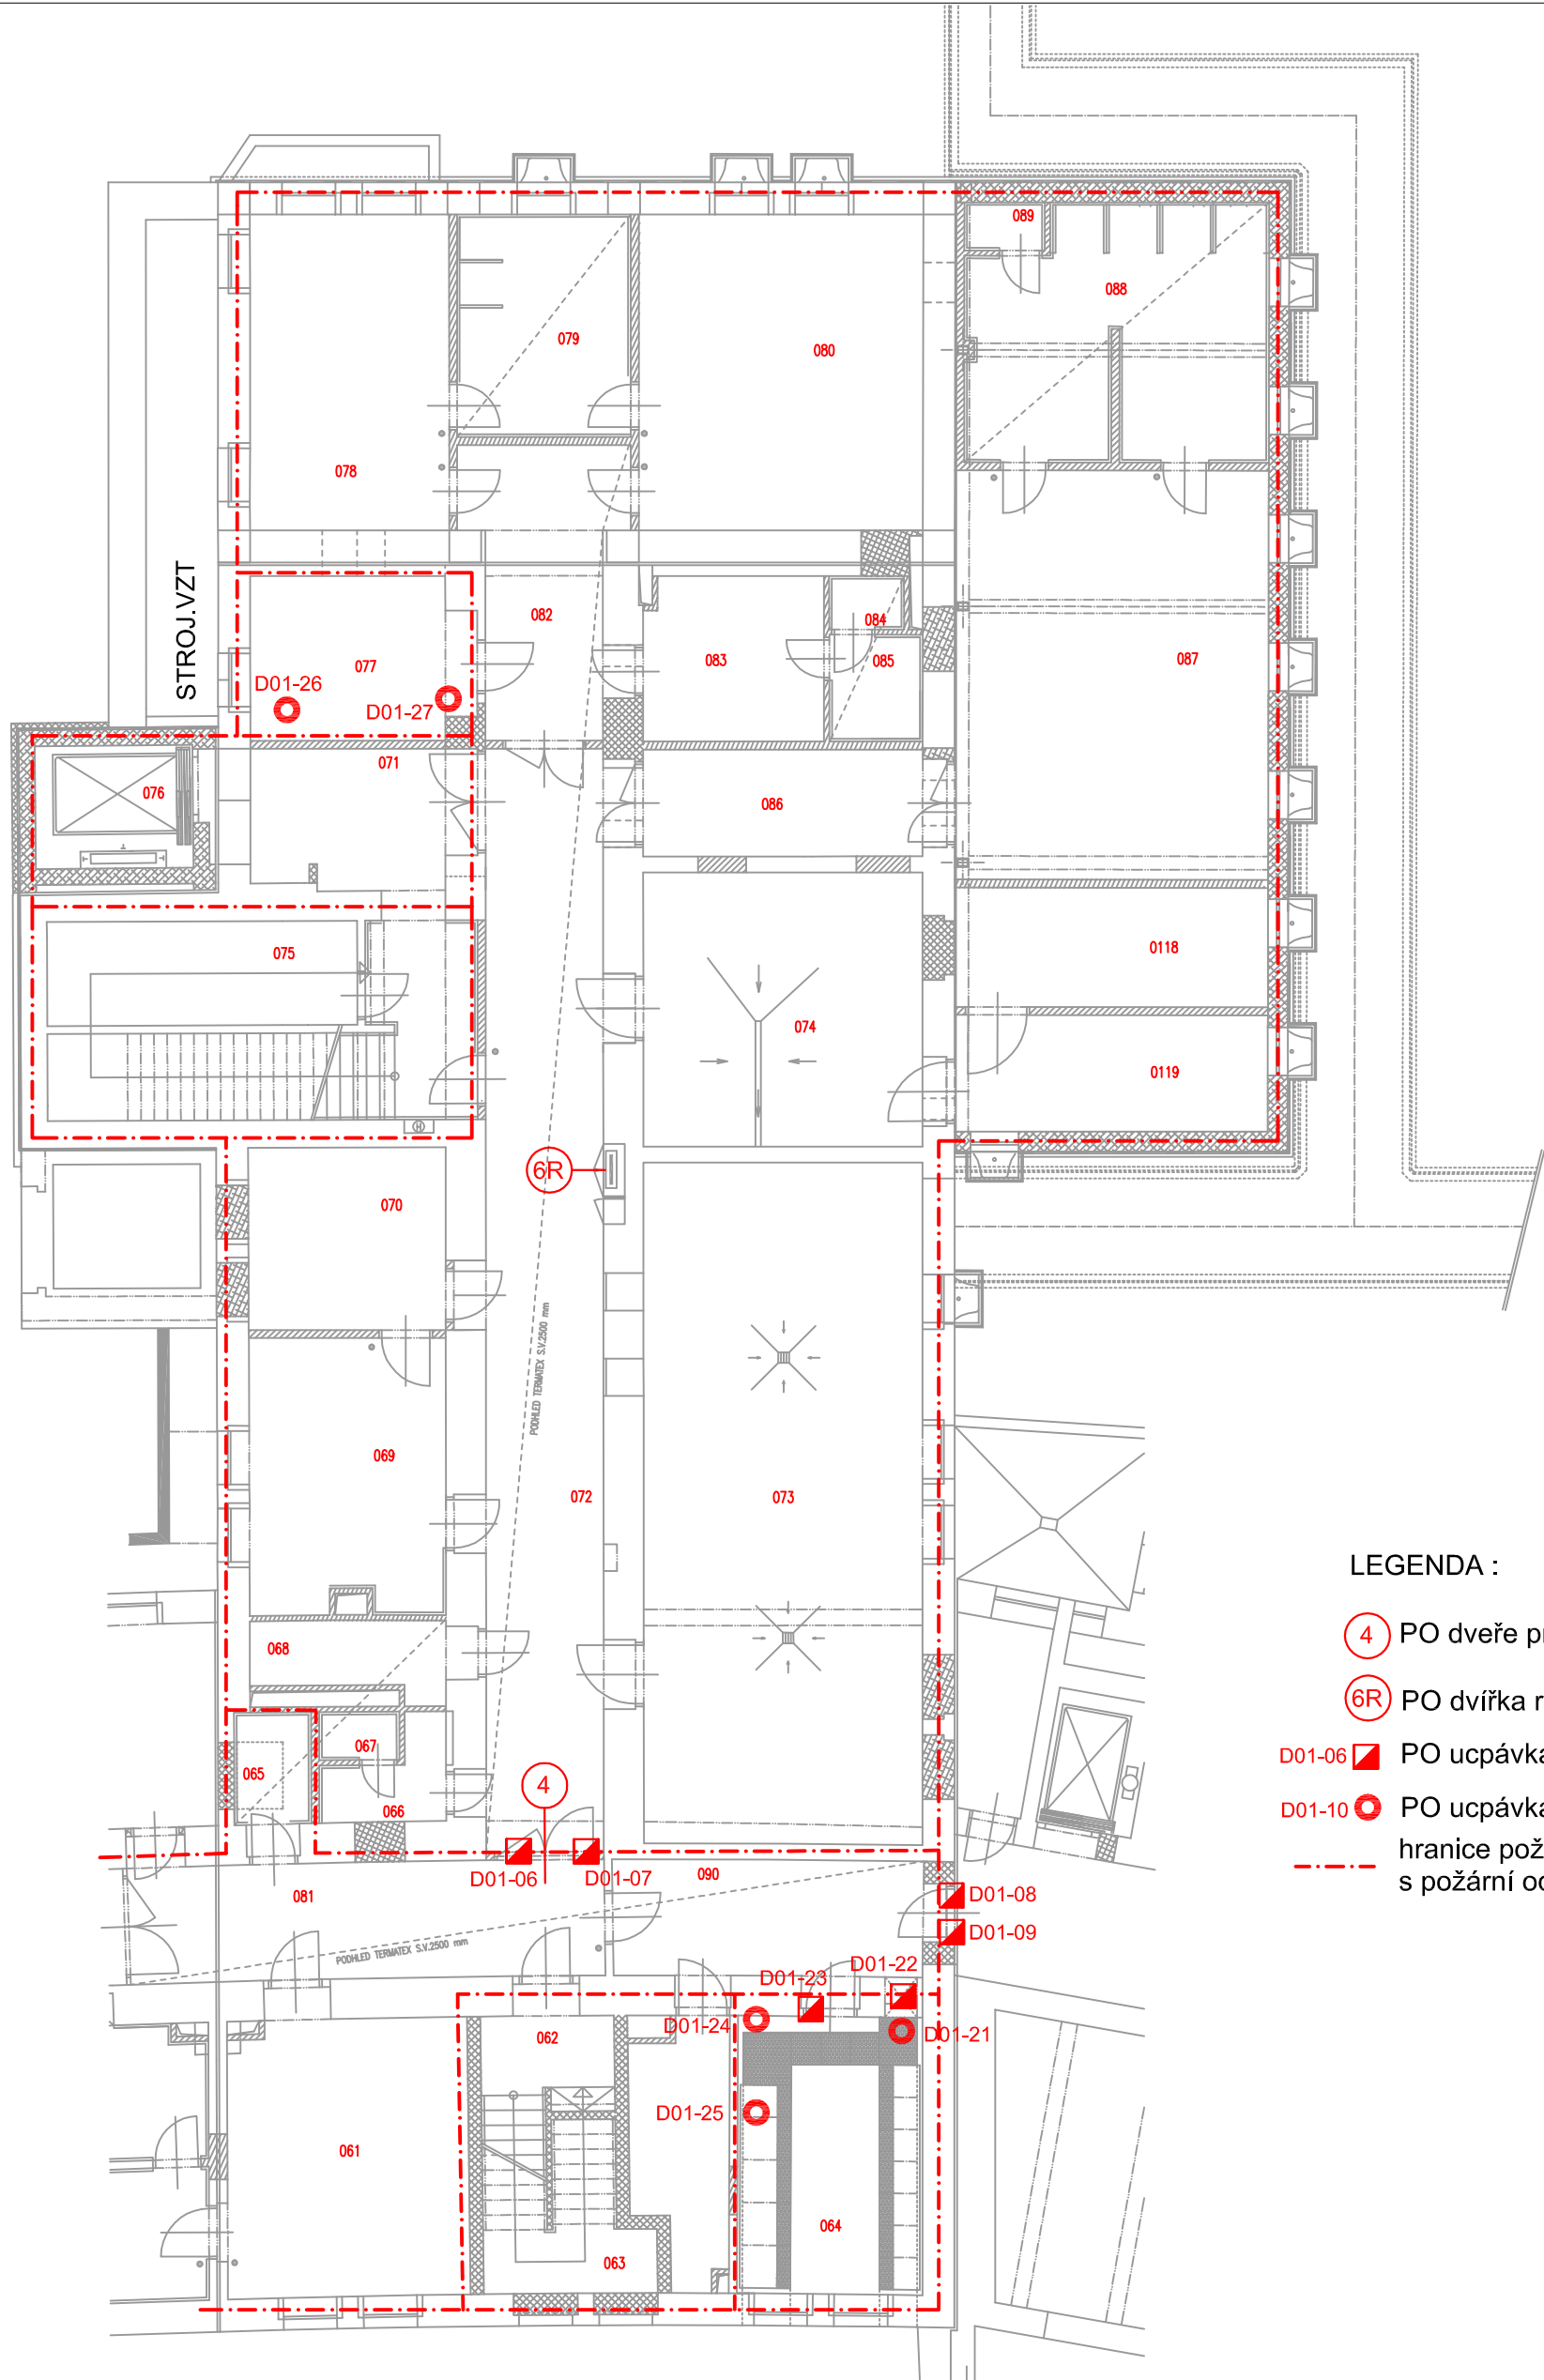 089
088
079
080
078
STROJ.VZT
082
084
083
085
087
077
D01-26
D01-27
071
076
086
075
0118
074
0119
6R
070
PODHLED TERMATEX S.V.2500 mm
069
072
073
LEGENDA :
4 PO dveře
6R PO dvířka
D01-06 PO ucpávka
D01-10 PO ucpávka
hranice
s požární
068
067
065
066
4
D01-06
D01-07
090
081
D01-08
D01-09
PODHLED TERMATEX S.V.2500 mm
D01-22
D01-23
D01-24
D01-21
062
D01-25
061
064
063